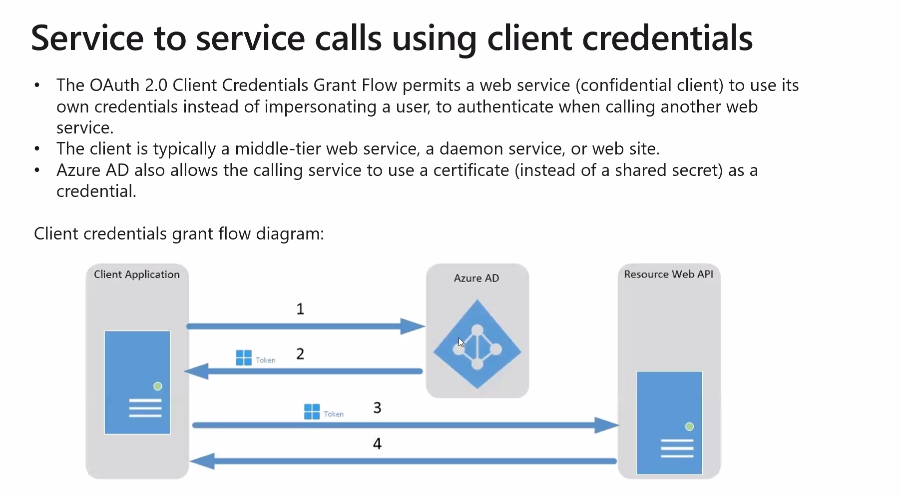 Service to service calls using client credentials
• The OAuth 2.0 Client Credentials Grant Flow permits a web service (confidential client) to use its
own credentials instead of impersonating a user, to authenticate when calling another web
service.
• The client is typically a middle-tier web service, a daemon service, or web site.
• Azure AD also allows the calling service to use a certificate (instead of a shared secret) as a
credential.
Client credentials grant flow diagram:
Client Application
Azure AD
Resource Web API
1
Token 2
Token 3
4